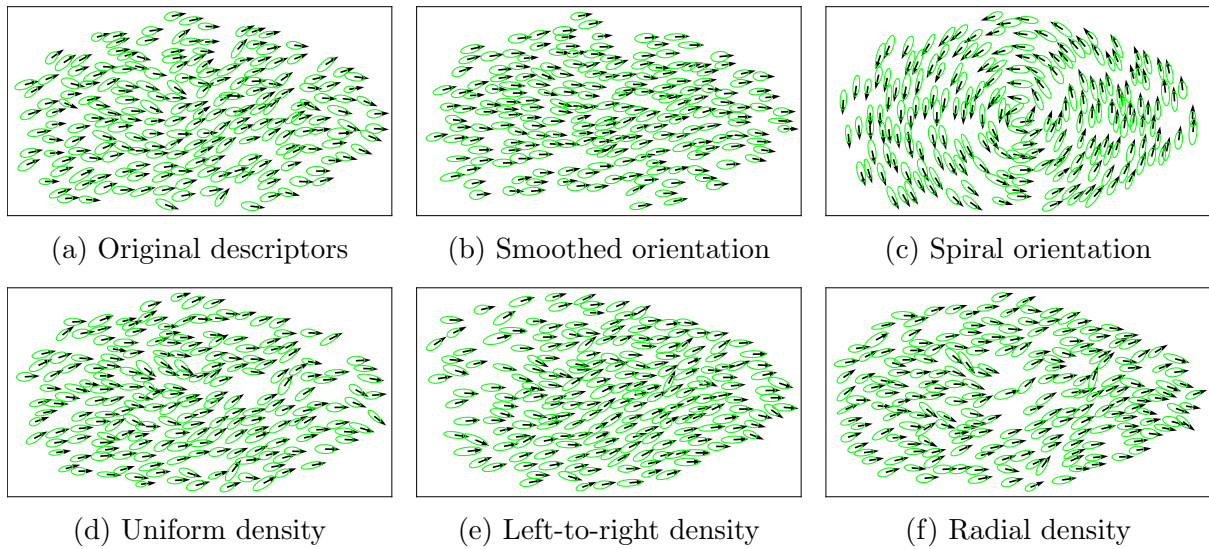 (a) Original descriptors
(b) Smoothed orientation
(c) Spiral orientation
(d) Uniform density
(e) Left-to-right density
(f) Radial density